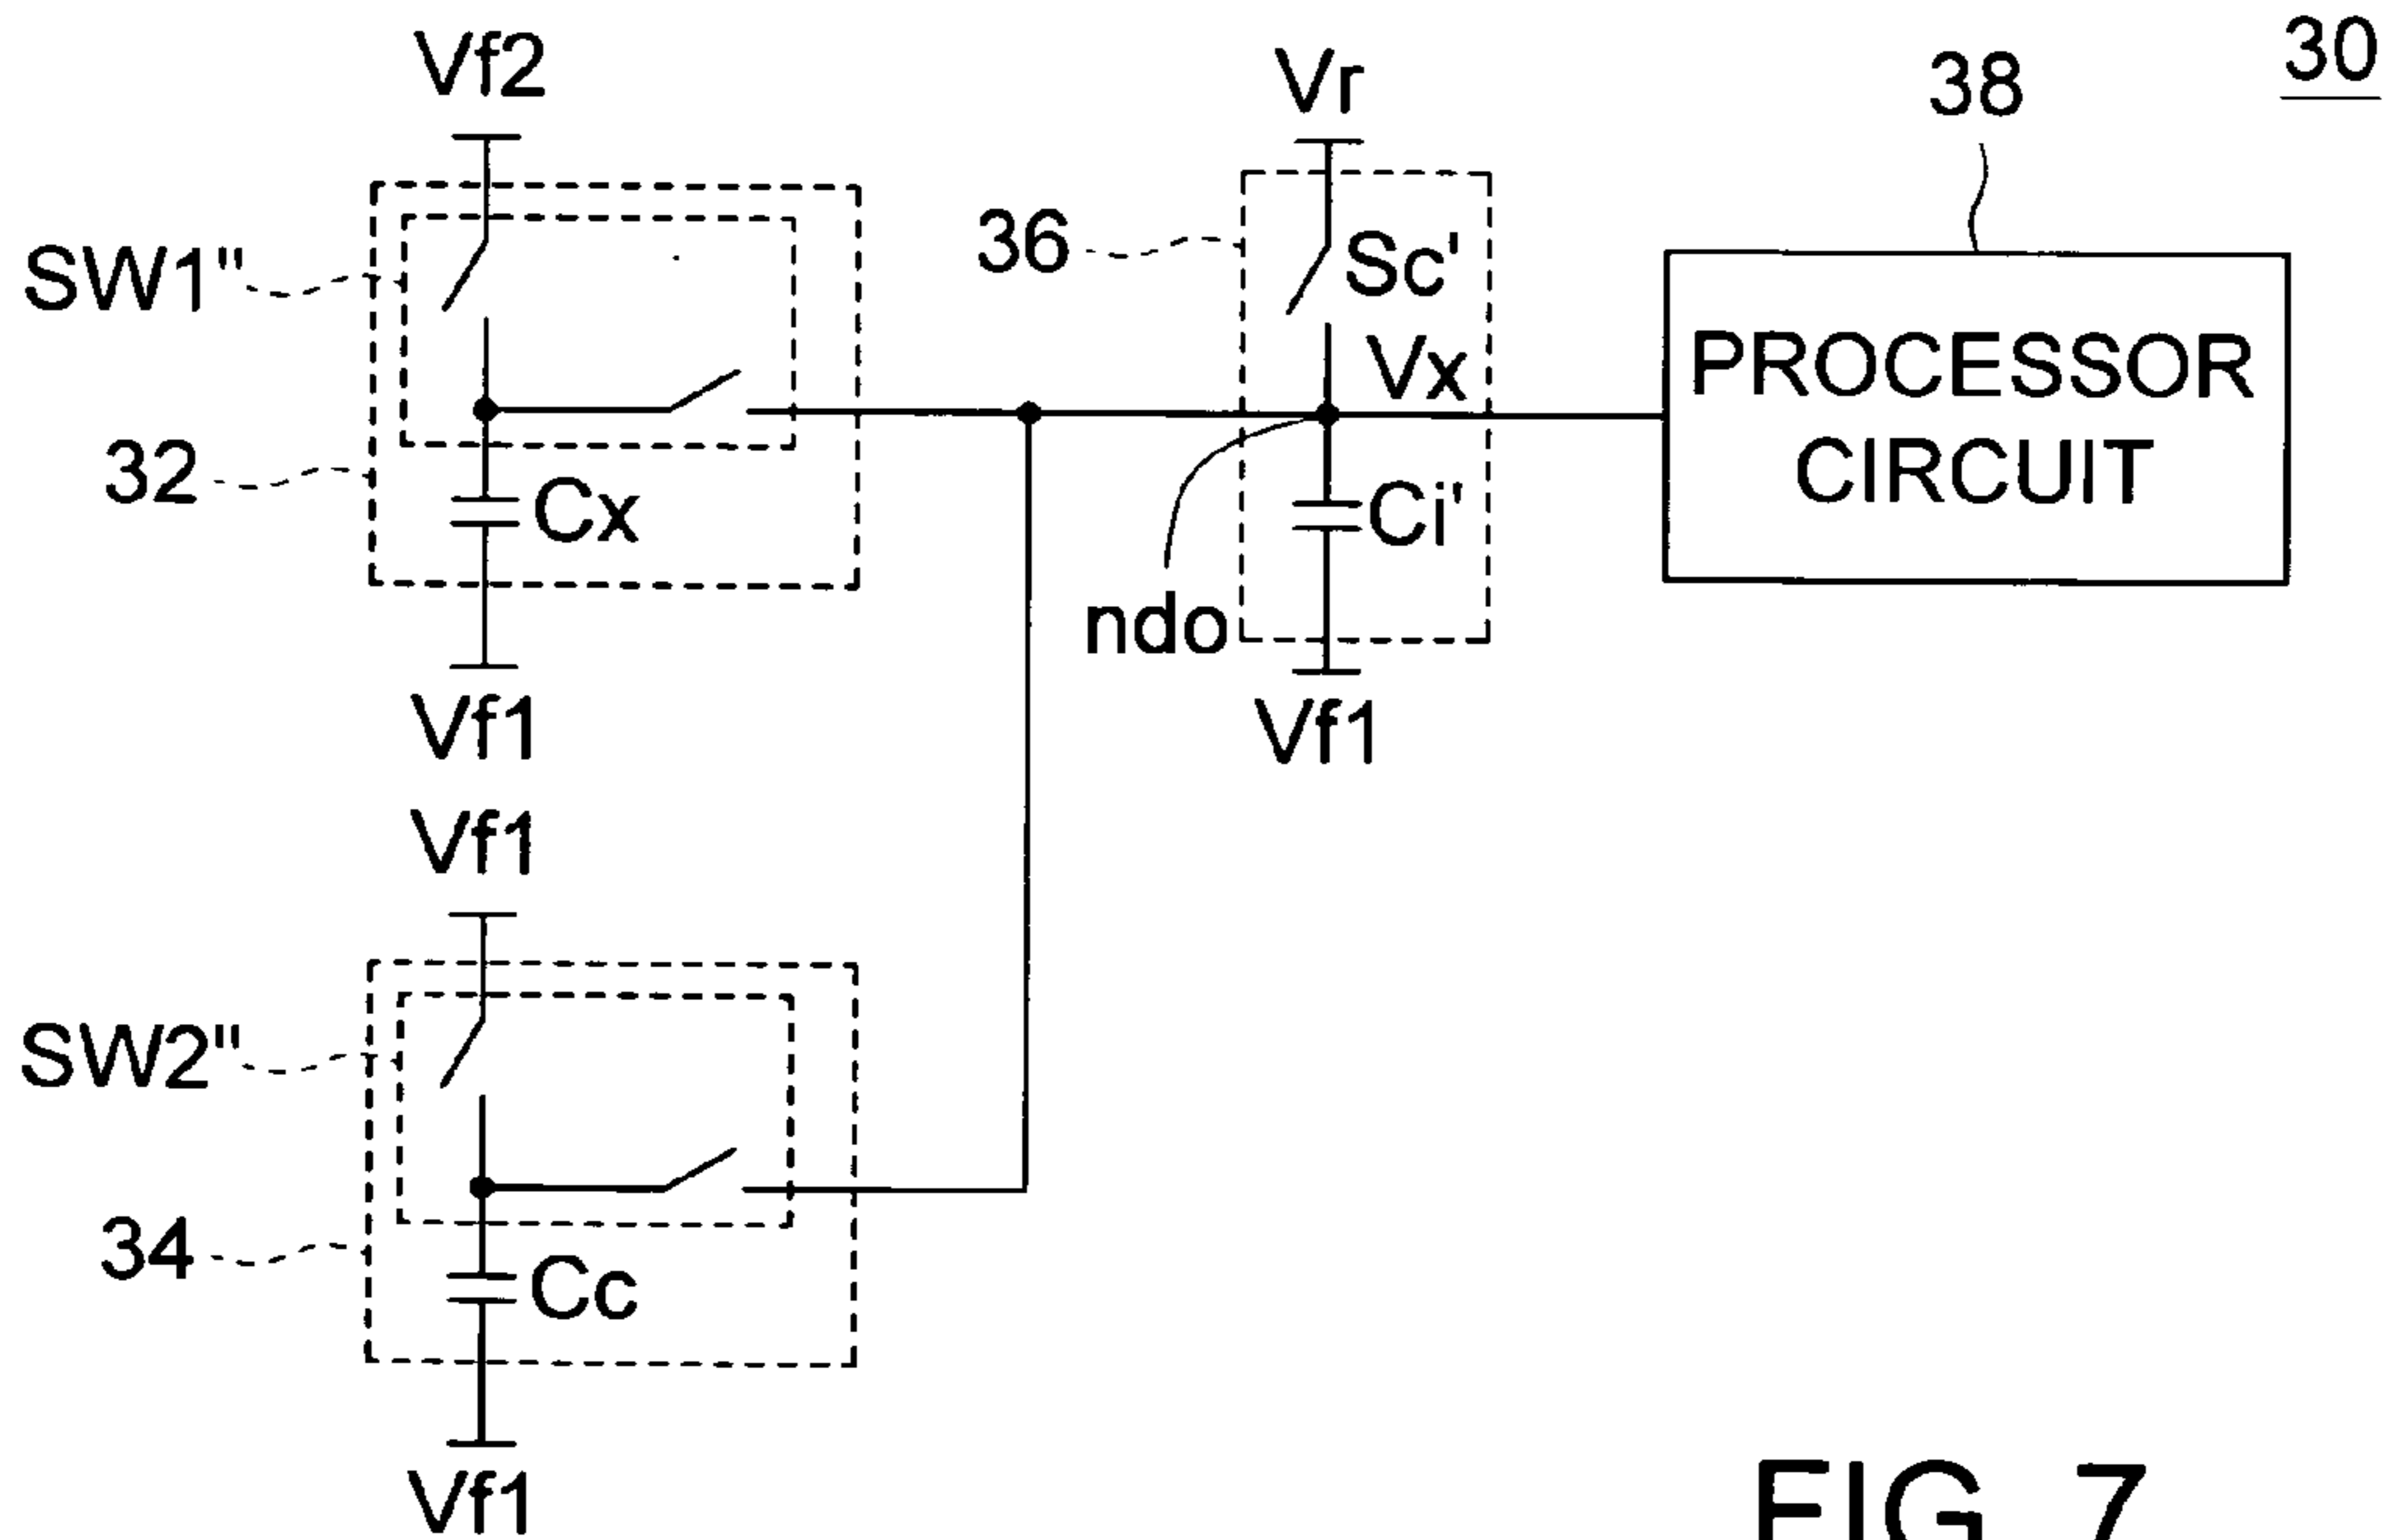 Vf2
Vr
38
30
SW1"
36
Sc'
Vx
PROCESSOR
CIRCUIT
32
Cx
Ci'
ndo
Vf1
Vf1
Vf1
SW2"
34
Cc
Vf1
FIG. 7